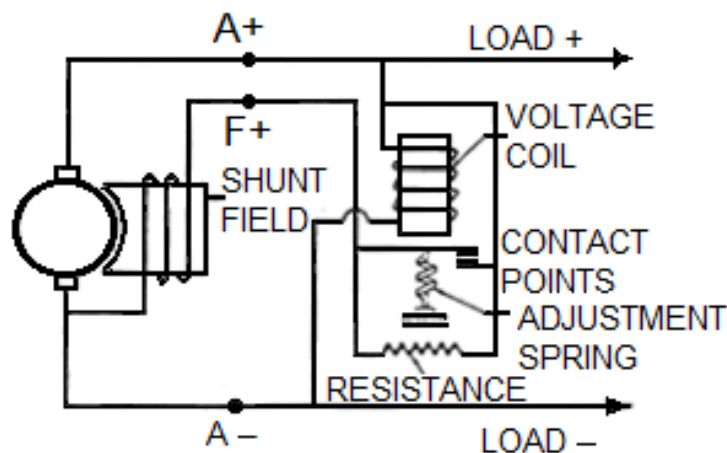 A+
LOAD +
F+
VOLTAGE
COIL
SHUNT
FIELD
CONTACT
POINTS
ADJUSTMENT
SPRING
RESISTANCE
A –
LOAD –